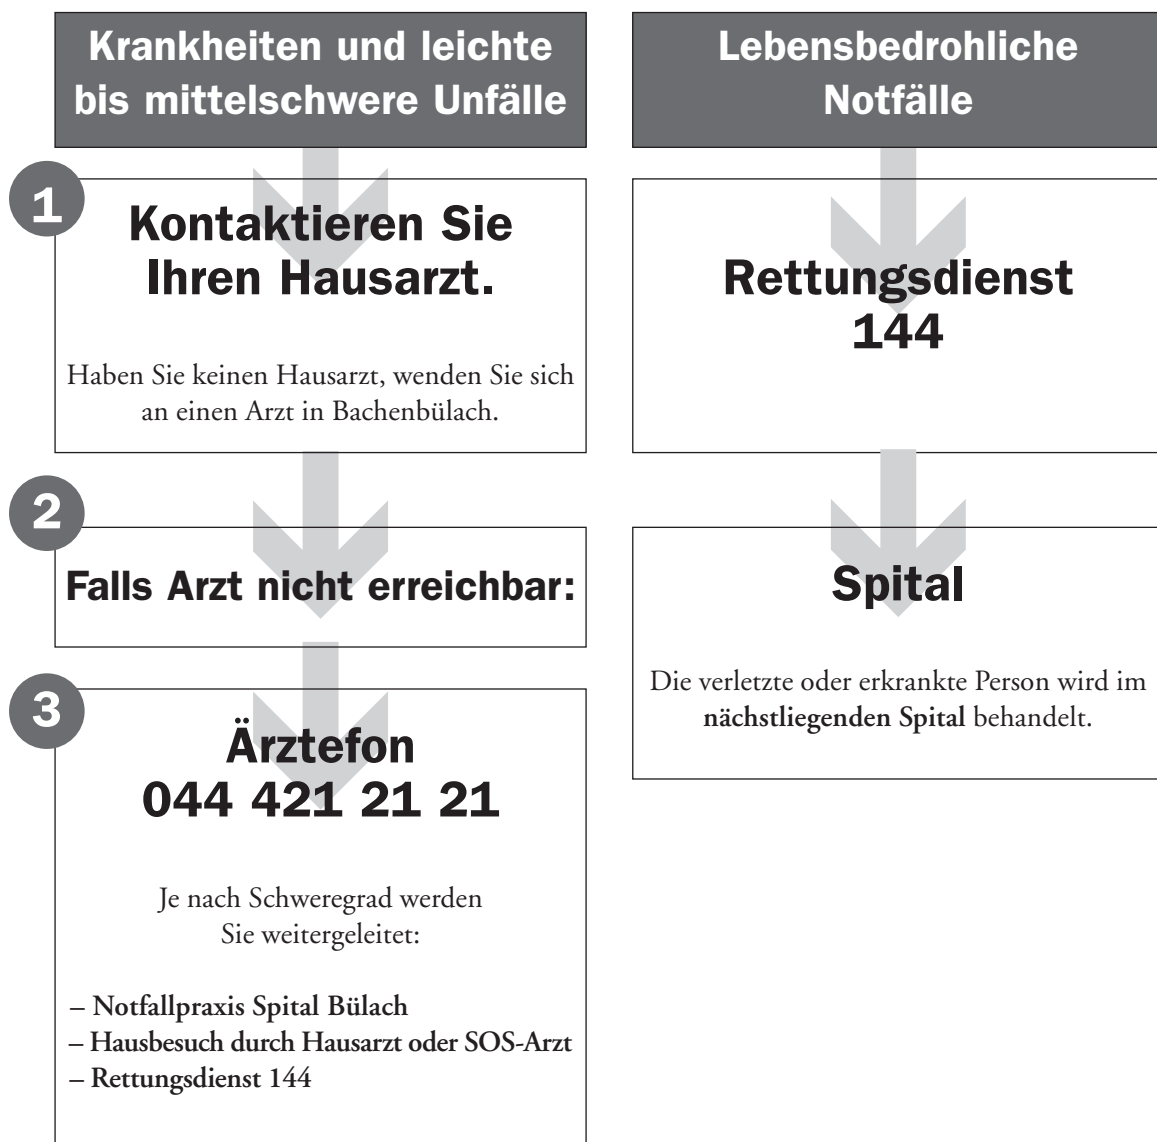 Krankheiten und leichte
bis mittelschwere Unfälle
1
Kontaktieren Sie
Ihren Hausarzt.
Haben Sie keinen Hausarzt, wenden Sie sich
an einen Arzt in Bachenbülach.
2
Falls Arzt nicht erreichbar:
3
Ärztefon
044 421 21 21
Je nach Schweregrad werden
Sie weitergeleitet:
– Notfallpraxis Spital Bülach
– Hausbesuch durch Hausarzt oder SOS-Arzt
– Rettungsdienst 144
Lebensbedrohliche
Notfälle
Rettungsdienst
144
Spital
Die verletzte oder erkrankte Person wird im
nächstliegenden Spital behandelt.